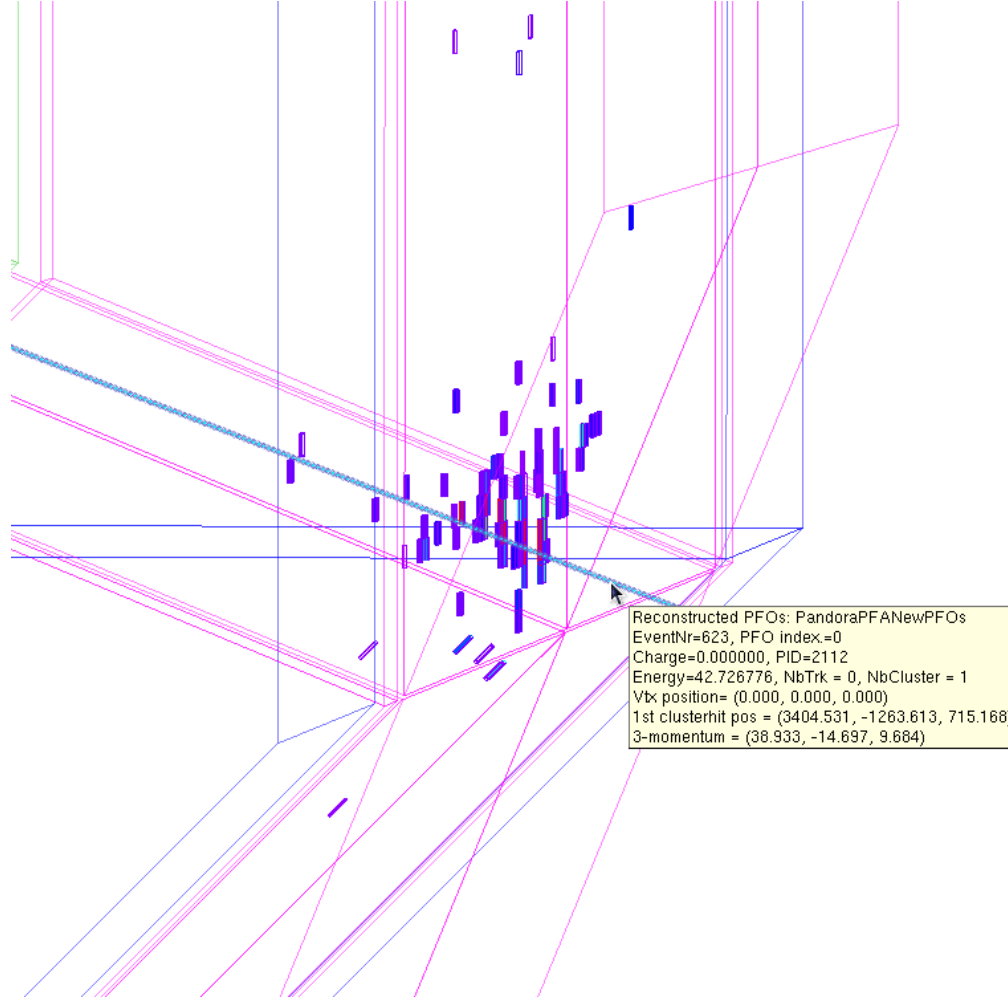 Reconstructed PFOs: PandoraPFANewPFOs
EventNr=623, PFO index.=0
Charge=0.000000, PID=2112
Energy=42.726776, NbTrk = 0, NbCluster = 1
Vtx position= (0.000, 0.000, 0.000)
1st clusterhit pos = (3404.531, -1263.613, 715.168)
3-momentum = (38.933, -14.697, 9.684)